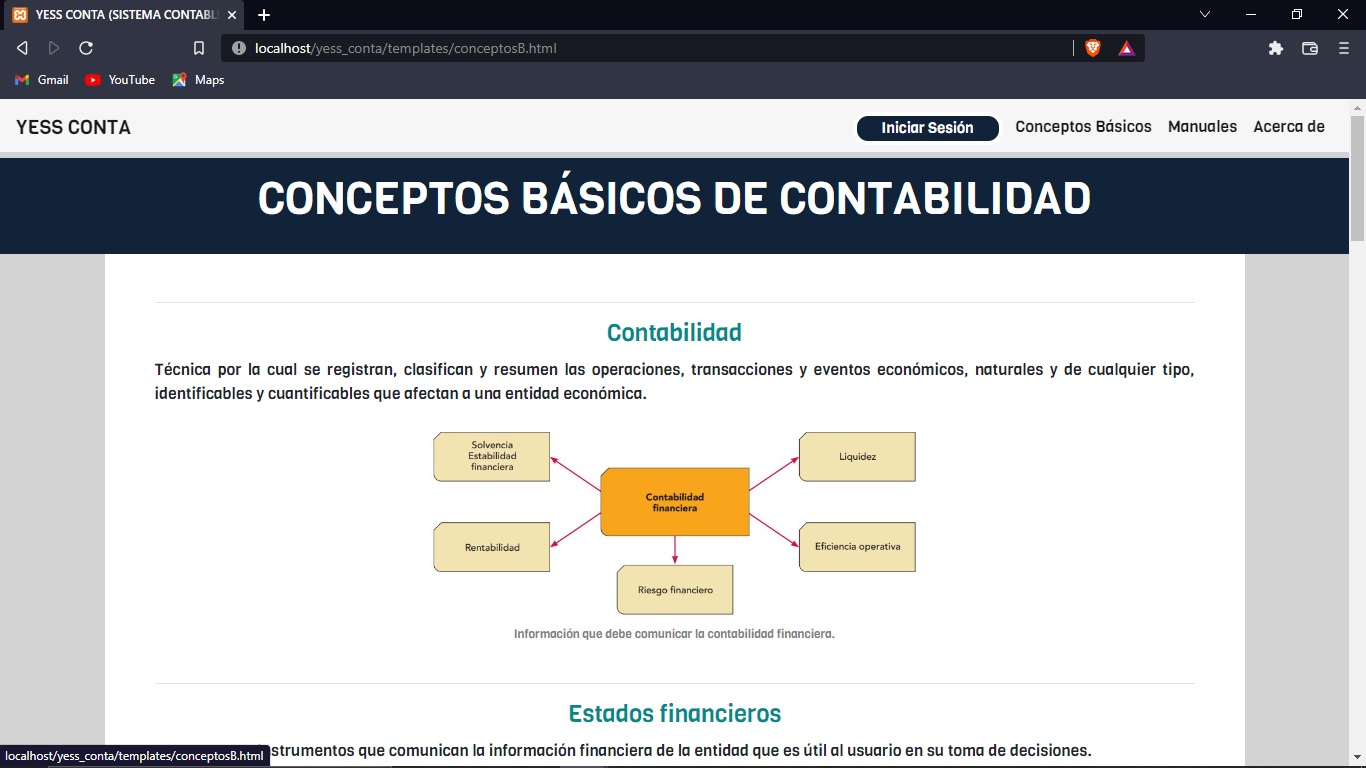 YESS CONTA (SISTEMA CONTABL
localhost/yess_conta/templates/conceptosB.html
Gmail YouTube Maps
YESS CONTA
Iniciar Sesión Conceptos Básicos Manuales Acerca de
CONCEPTOS BÁSICOS DE CONTABILIDAD
Contabilidad
Técnica por la cual se registran, clasifican y resumen las operaciones, transacciones y eventos económicos, naturales y de cualquier tipo,
identificables y cuantificables que afectan a una entidad económica.
Solvencia
Estabilidad
financiera
Liquidez
Contabilidad
financiera
Rentabilidad
Eficiencia operativa
Riesgo financiero
Información que debe comunicar la contabilidad financiera.
Estados financieros
strumentos que comunican la información financiera de la entidad que es útil al usuario en su toma de decisiones.
localhost/yess_conta/templates/conceptosB.html